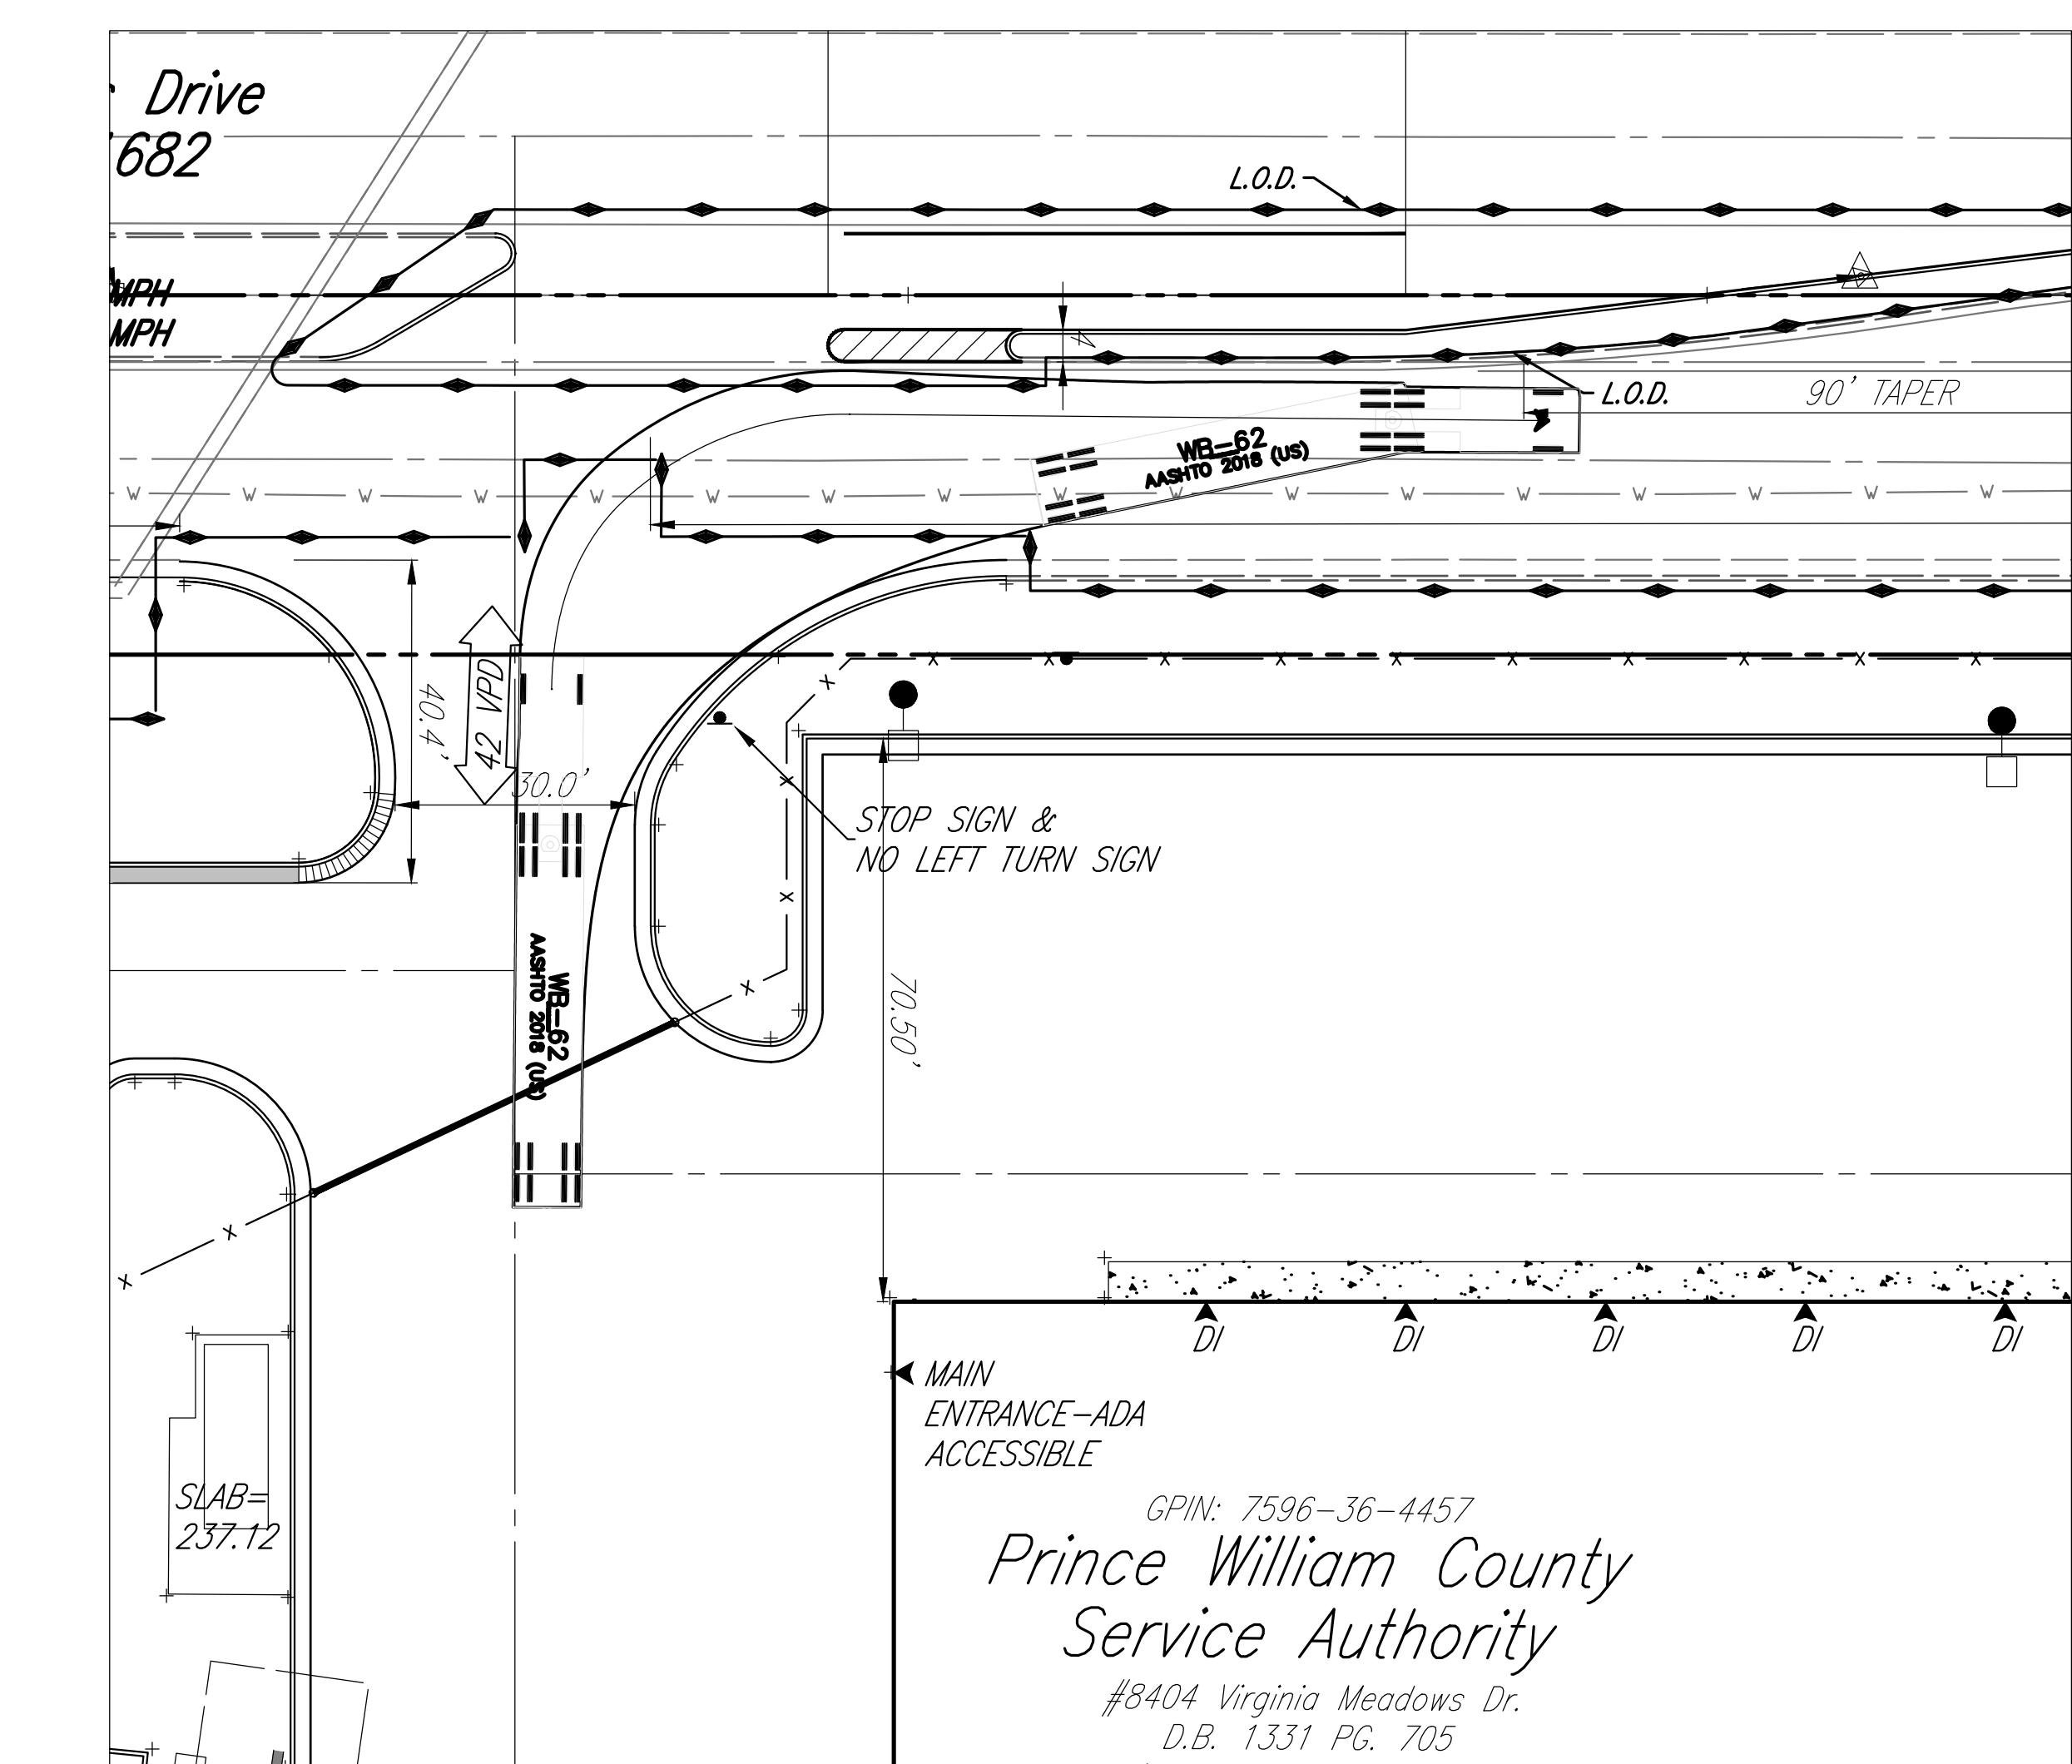 Drive
682
L.O.D.
MPH
MPH
4'
L.O.D.
90' TAPER
WB-62
AASHTO 2018 (US)
W W W W W W W W W W W W W W W W W
40.4'
42 VPD
30.0'
STOP SIGN &
NO LEFT TURN SIGN
WB-62
AASHTO 2018 (US)
70.50'
DI DI DI DI DI
MAIN
ENTRANCE-ADA
ACCESSIBLE
SLAB=
237.12
GPIN: 7596-36-4457
Prince William County
Service Authority
#8404 Virginia Meadows Dr.
D.B. 1331 PG. 705